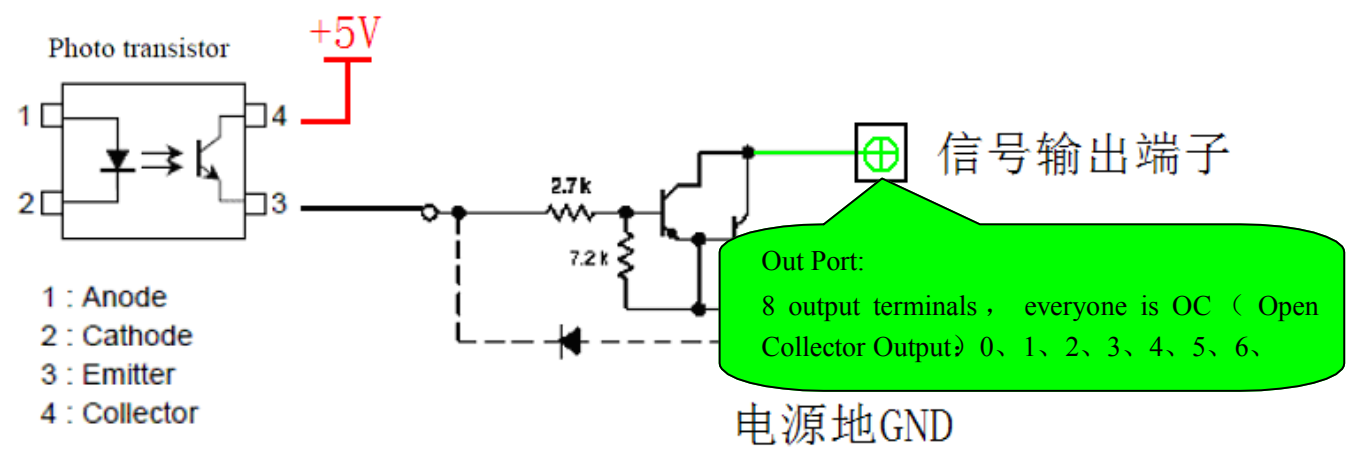 Photo transistor
+5V
1
4
2
3
1 : Anode
2 : Cathode
3 : Emitter
4 : Collector
2.7k
7.2k
信号输出端子
Out Port:
8 output terminals， everyone is OC（ Open
Collector Output）：0、1、2、3、4、5、6、
电源地GND